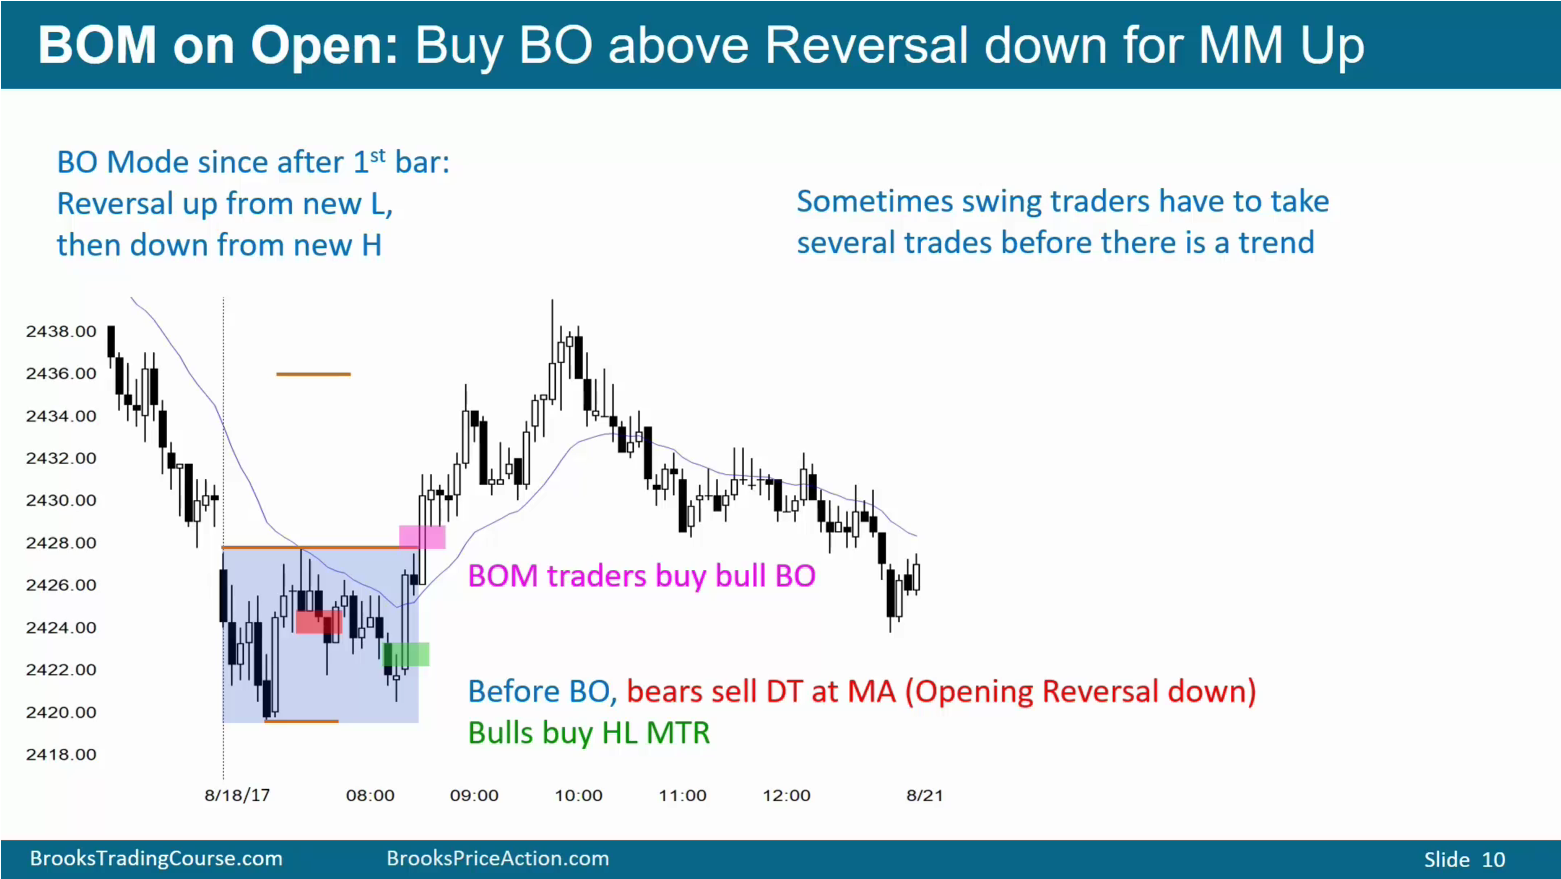 BOM on Open: Buy BO above Reversal down for MM Up
BO Mode since after 1st bar:
Reversal up from new L,
then down from new H
Sometimes swing traders have to take
several trades before there is a trend
2438.00
2436.00
2434.00
2432.00
2430.00
2428.00
2426.00
2424.00
2422.00
2420.00
2418.00
BOM traders buy bull BO
Before BO, bears sell DT at MA (Opening Reversal down)
Bulls buy HL MTR
8/18/17 08:00 09:00 10:00 11:00 12:00 8/21
BrooksTradingCourse.com BrooksPriceAction.com Slide 10